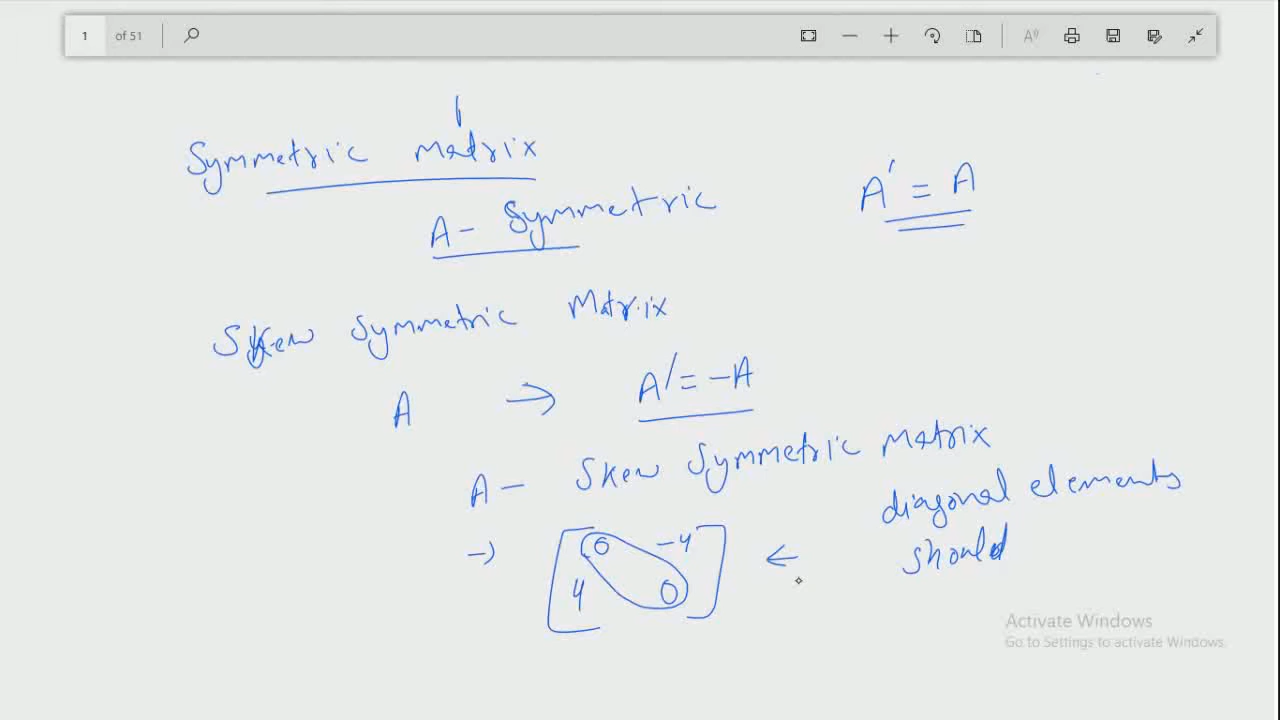 1 of 51
Symmetric Matrix
A' = A
A- Symmetric
Skew Symmetric Matrix
A → A' = -A
A - Skew Symmetric Matrix
diagonal elements
should
→ [0 -4 ←
4 0]
Activate Windows
Go to Settings to activate Windows.